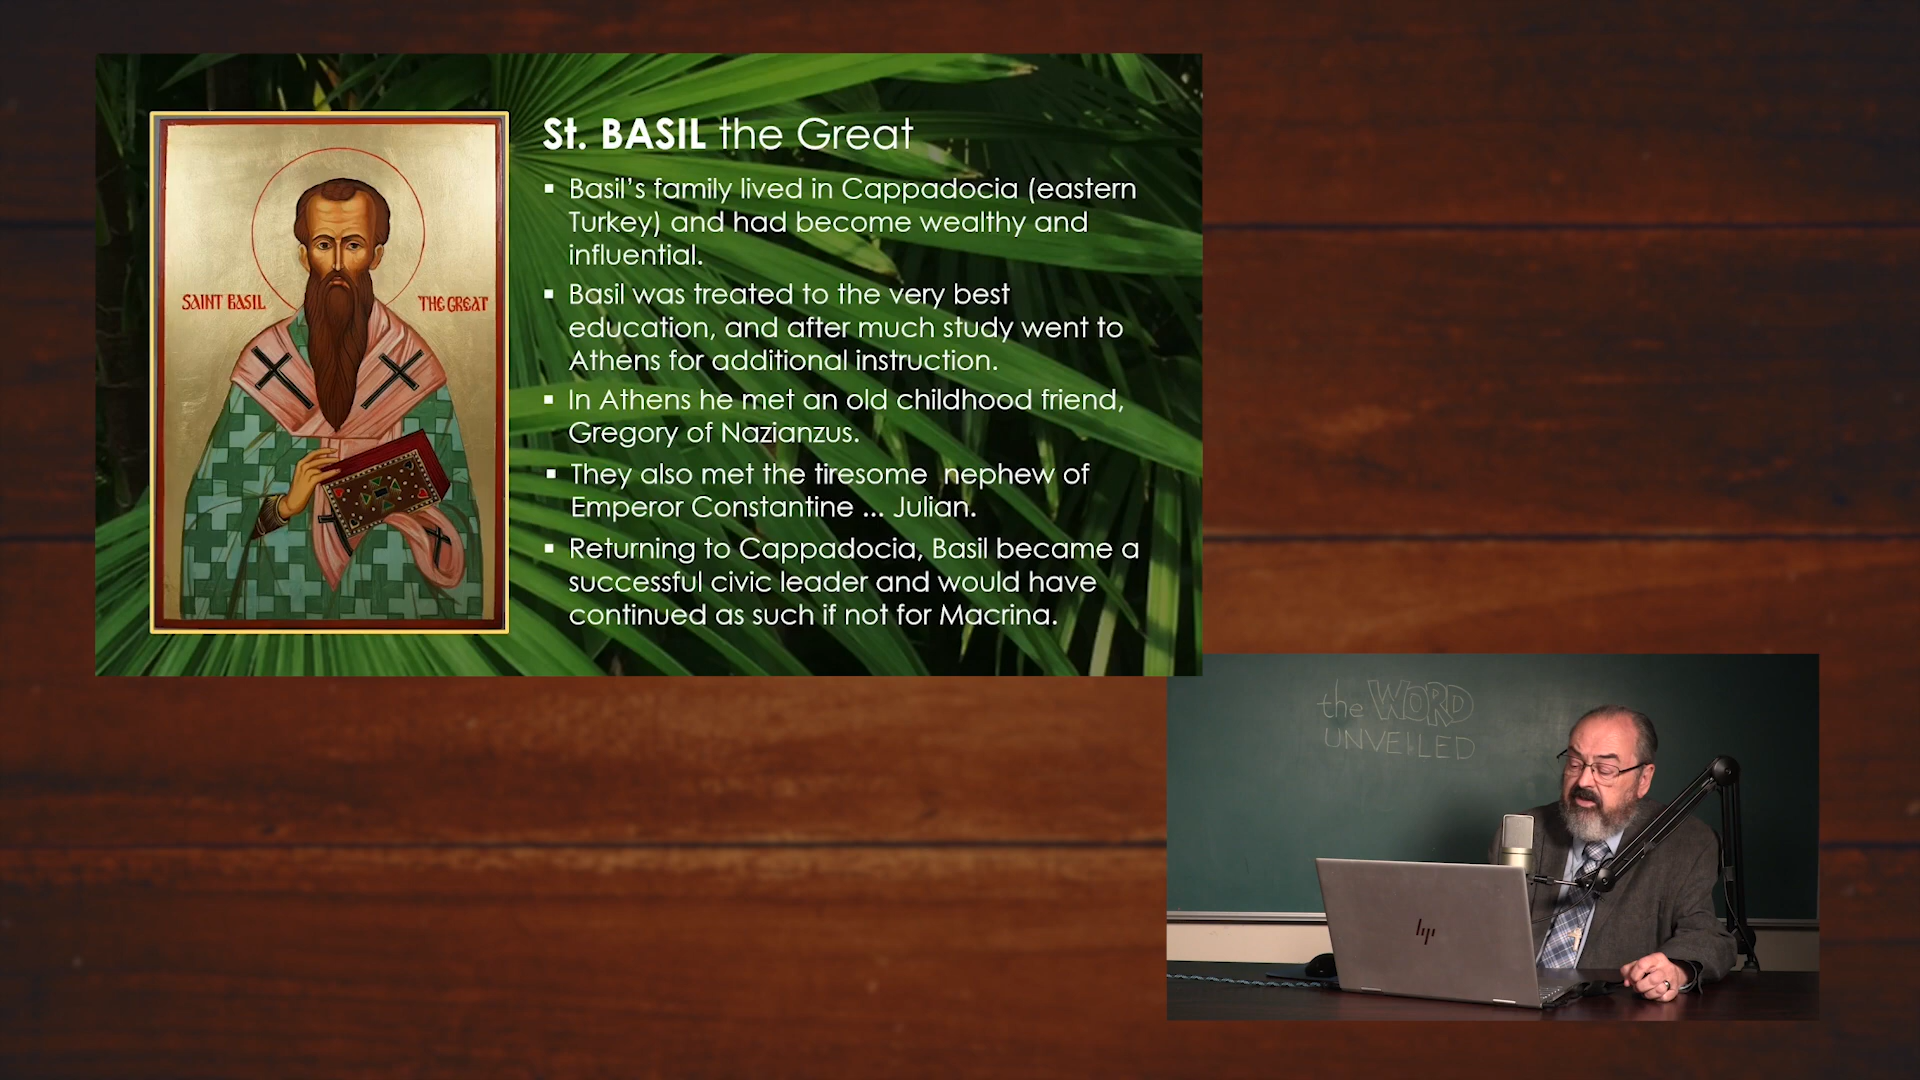 St. BASIL the Great
▪ Basil’s family lived in Cappadocia (eastern
Turkey) and had become wealthy and
influential.
▪ Basil was treated to the very best
education, and after much study went to
Athens for additional instruction.
▪ In Athens he met an old childhood friend,
Gregory of Nazianzus.
▪ They also met the tiresome  nephew of
Emperor Constantine ... Julian.
▪ Returning to Cappadocia, Basil became a
successful civic leader and would have
continued as such if not for Macrina.
SAINT BASIL
THE GREAT
the WORD
UNVEILED
hp